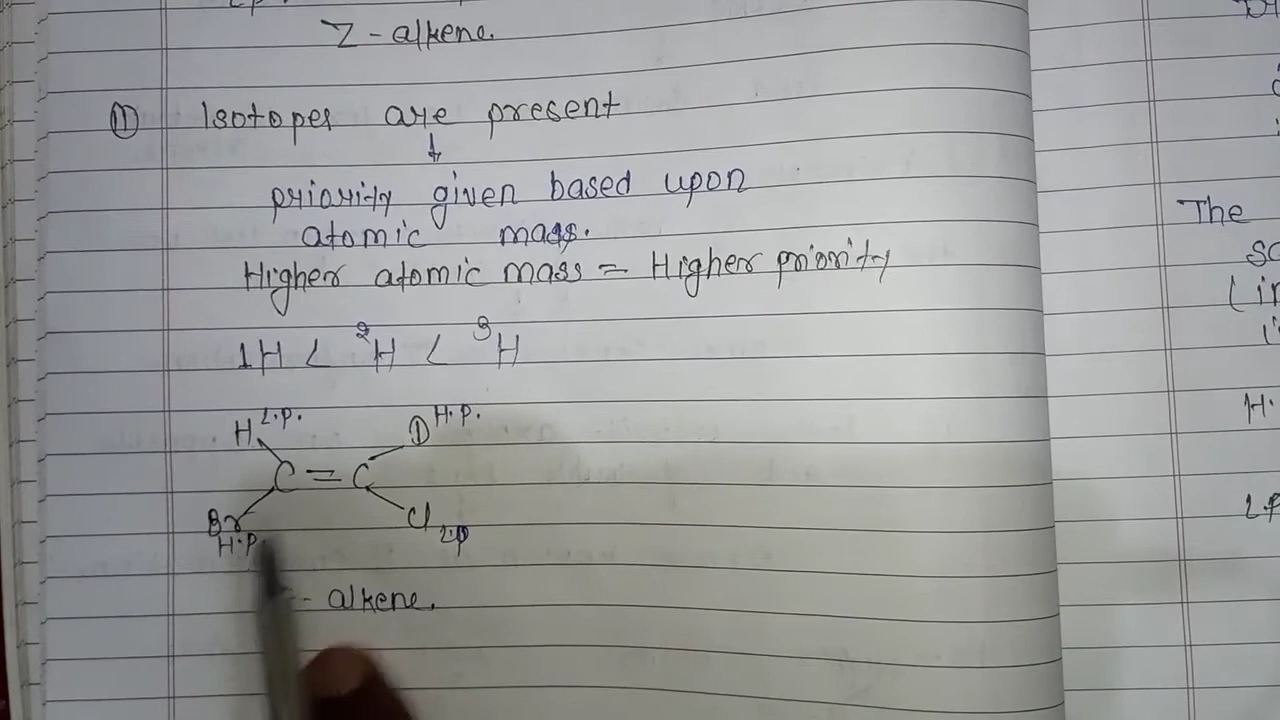 Z - alkene.
① Isotopes are present
↓
priority given based upon
atomic mass.
Higher atomic mass = Higher priority
1H < ²H < ³H
H L.p. D H.p.
C = C
Br Cl
H.p. L.p
- alkene.
The
H.
L.p